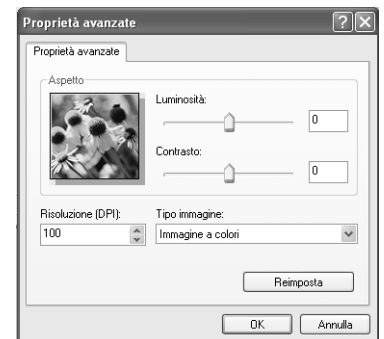 Proprietà avanzate
Proprietà avanzate
Aspetto
Luminosità:
0
Contrasto:
0
Risoluzione (DPI):
Tipo immagine:
100
Immagine a colori
Reimposta
OK
Annulla